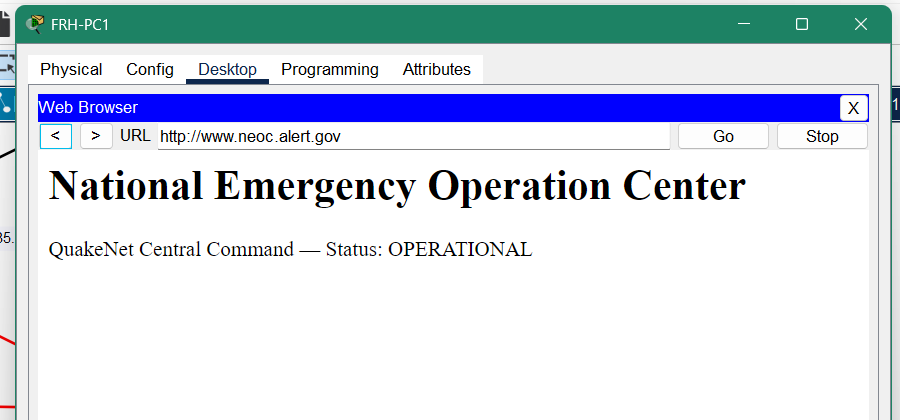 FRH-PC1
Physical Config Desktop Programming Attributes
Web Browser X
< > URL http://www.neoc.alert.gov Go Stop
National Emergency Operation Center
35.
QuakeNet Central Command — Status: OPERATIONAL